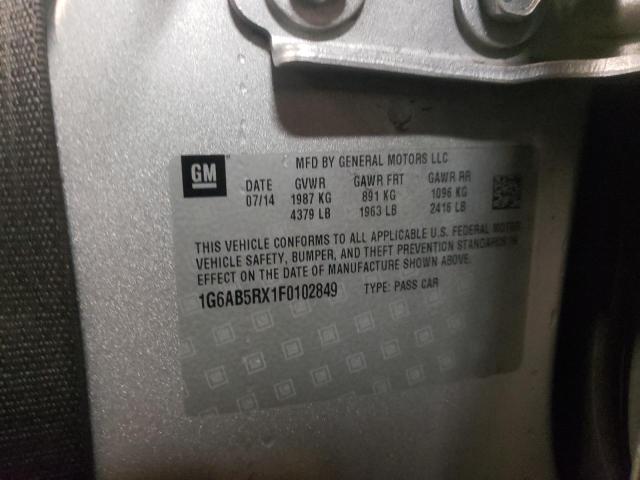 GM
MFD BY GENERAL MOTORS LLC
DATE GVWR GAWR FRT GAWR RR
07/14 1987 KG 891 KG 1096 KG
4379 LB 1963 LB 2416 LB
THIS VEHICLE CONFORMS TO ALL APPLICABLE U.S. FEDERAL MOTOR
VEHICLE SAFETY, BUMPER, AND THEFT PREVENTION STANDARDS IN
EFFECT ON THE DATE OF MANUFACTURE SHOWN ABOVE.
1G6AB5RX1F0102849 TYPE: PASS CAR